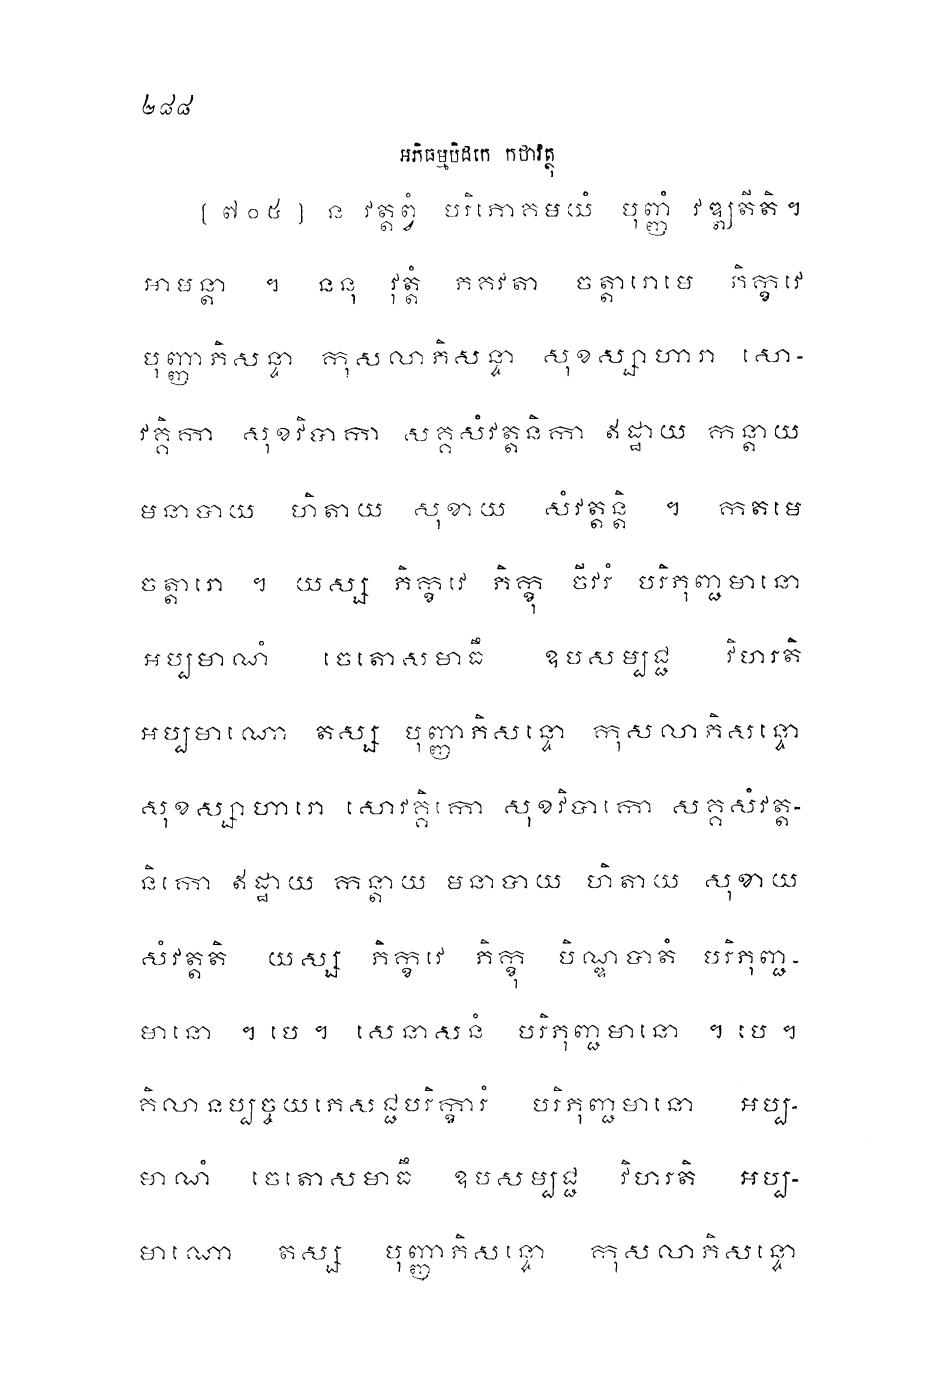 ២៨៨
អភិធម្មបិដកេ កថាវត្ថុ
[ ៧០៥ ] ន វត្តព្វំ បរិភោគមយំ បុញ្ញំ វឌ្ឍតីតិ ។
អាមន្តា ។ ននុ វុត្តំ ភគវតា ចត្តារោមេ ភិក្ខវេ
បុញ្ញាភិសន្ទា កុសលាភិសន្ទា សុខស្សាហារា សោ-
វគ្គិកា សុខវិបាកា សគ្គសំវត្តនិកា ឥដ្ឋាយ កន្តាយ
មនាបាយ ហិតាយ សុខាយ សំវត្តន្តិ ។ កតមេ
ចត្តារោ ។ យស្ស ភិក្ខវេ ភិក្ខុ ចីវរំ បរិភុញ្ជមានោ
អប្បមាណំ ចេតោសមាធឹ ឧបសម្បជ្ជ វិហរតិ
អប្បមាណោ តស្ស បុញ្ញាភិសន្ទោ កុសលាភិសន្ទោ
សុខស្សាហារោ សោវគ្គិកោ សុខវិបាកោ សគ្គសំវត្ត-
និកោ ឥដ្ឋាយ កន្តាយ មនាបាយ ហិតាយ សុខាយ
សំវត្តតិ យស្ស ភិក្ខវេ ភិក្ខុ បិណ្ឌបាតំ បរិភុញ្ជ-
មានោ ។ បេ ។ សេនាសនំ បរិភុញ្ជមានោ ។ បេ ។
គិលានប្បច្ចយភេសជ្ជបរិក្ខារំ បរិភុញ្ជមានោ អប្ប-
មាណំ ចេតោសមាធឹ ឧបសម្បជ្ជ វិហរតិ អប្ប-
មាណោ តស្ស បុញ្ញាភិសន្ទោ កុសលាភិសន្ទោ